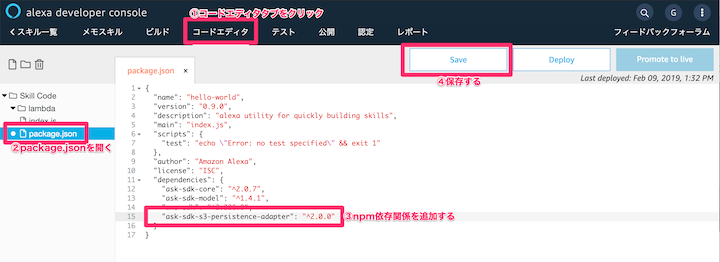 alexa developer console
①コードエディタタブをクリック
G
くスキル一覧 メモスキル ビルド コードエディタ テスト 公開 認定 レポート フィードバックフォーラム
Save Deploy Promote to live
④保存する
Last deployed: Feb 09, 2019, 1:32 PM
package.json ×
Skill Code
lambda
index.js
package.json
②package.jsonを開く
1 {
2 "name": "hello-world",
3 "version": "0.9.0",
4 "description": "alexa utility for quickly building skills",
5 "main": "index.js",
6 "scripts": {
7 "test": "echo \"Error: no test specified\" && exit 1"
8 },
9 "author": "Amazon Alexa",
10 "license": "ISC",
11 "dependencies": {
12 "ask-sdk-core": "^2.0.7",
13 "ask-sdk-model": "^1.4.1",
14
15 "ask-sdk-s3-persistence-adapter": "^2.0.0"
③npm依存関係を追加する
16 }
17 }